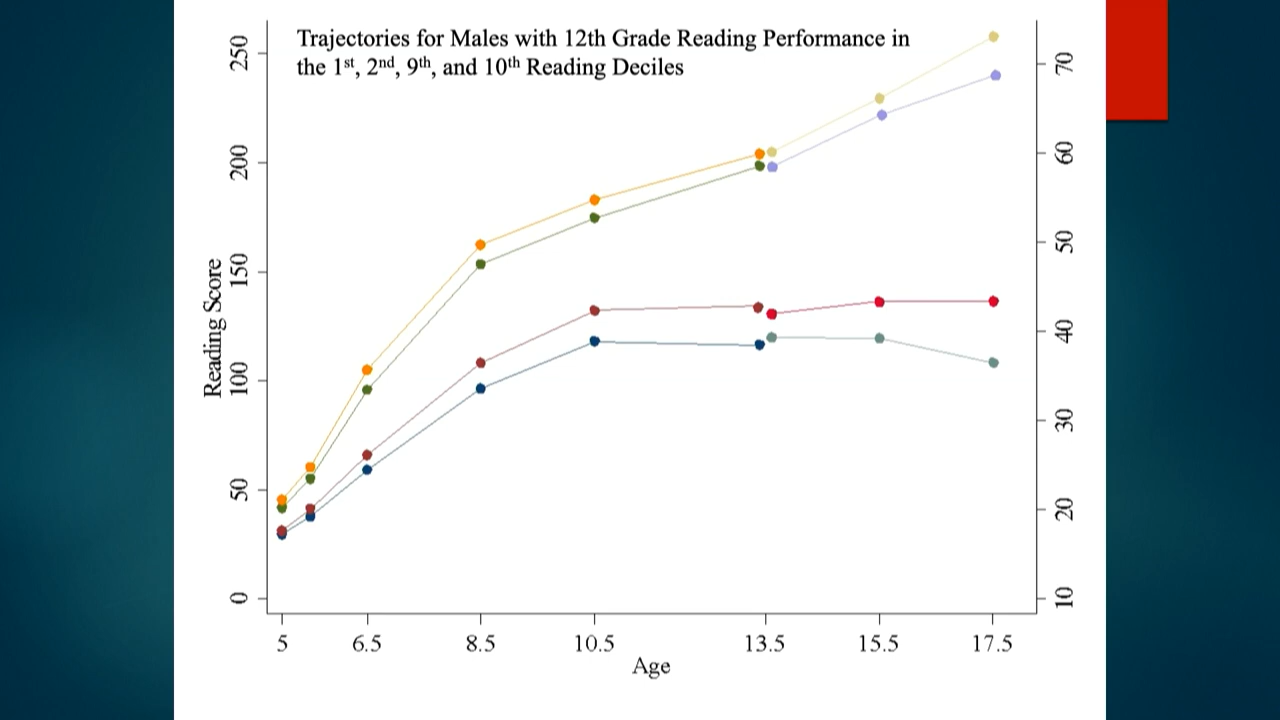 Trajectories for Males with 12th Grade Reading Performance in
the 1st, 2nd, 9th, and 10th Reading Deciles
Reading Score
250
200
150
100
50
0
70
60
50
40
30
20
10
5 6.5 8.5 10.5 13.5 15.5 17.5
Age